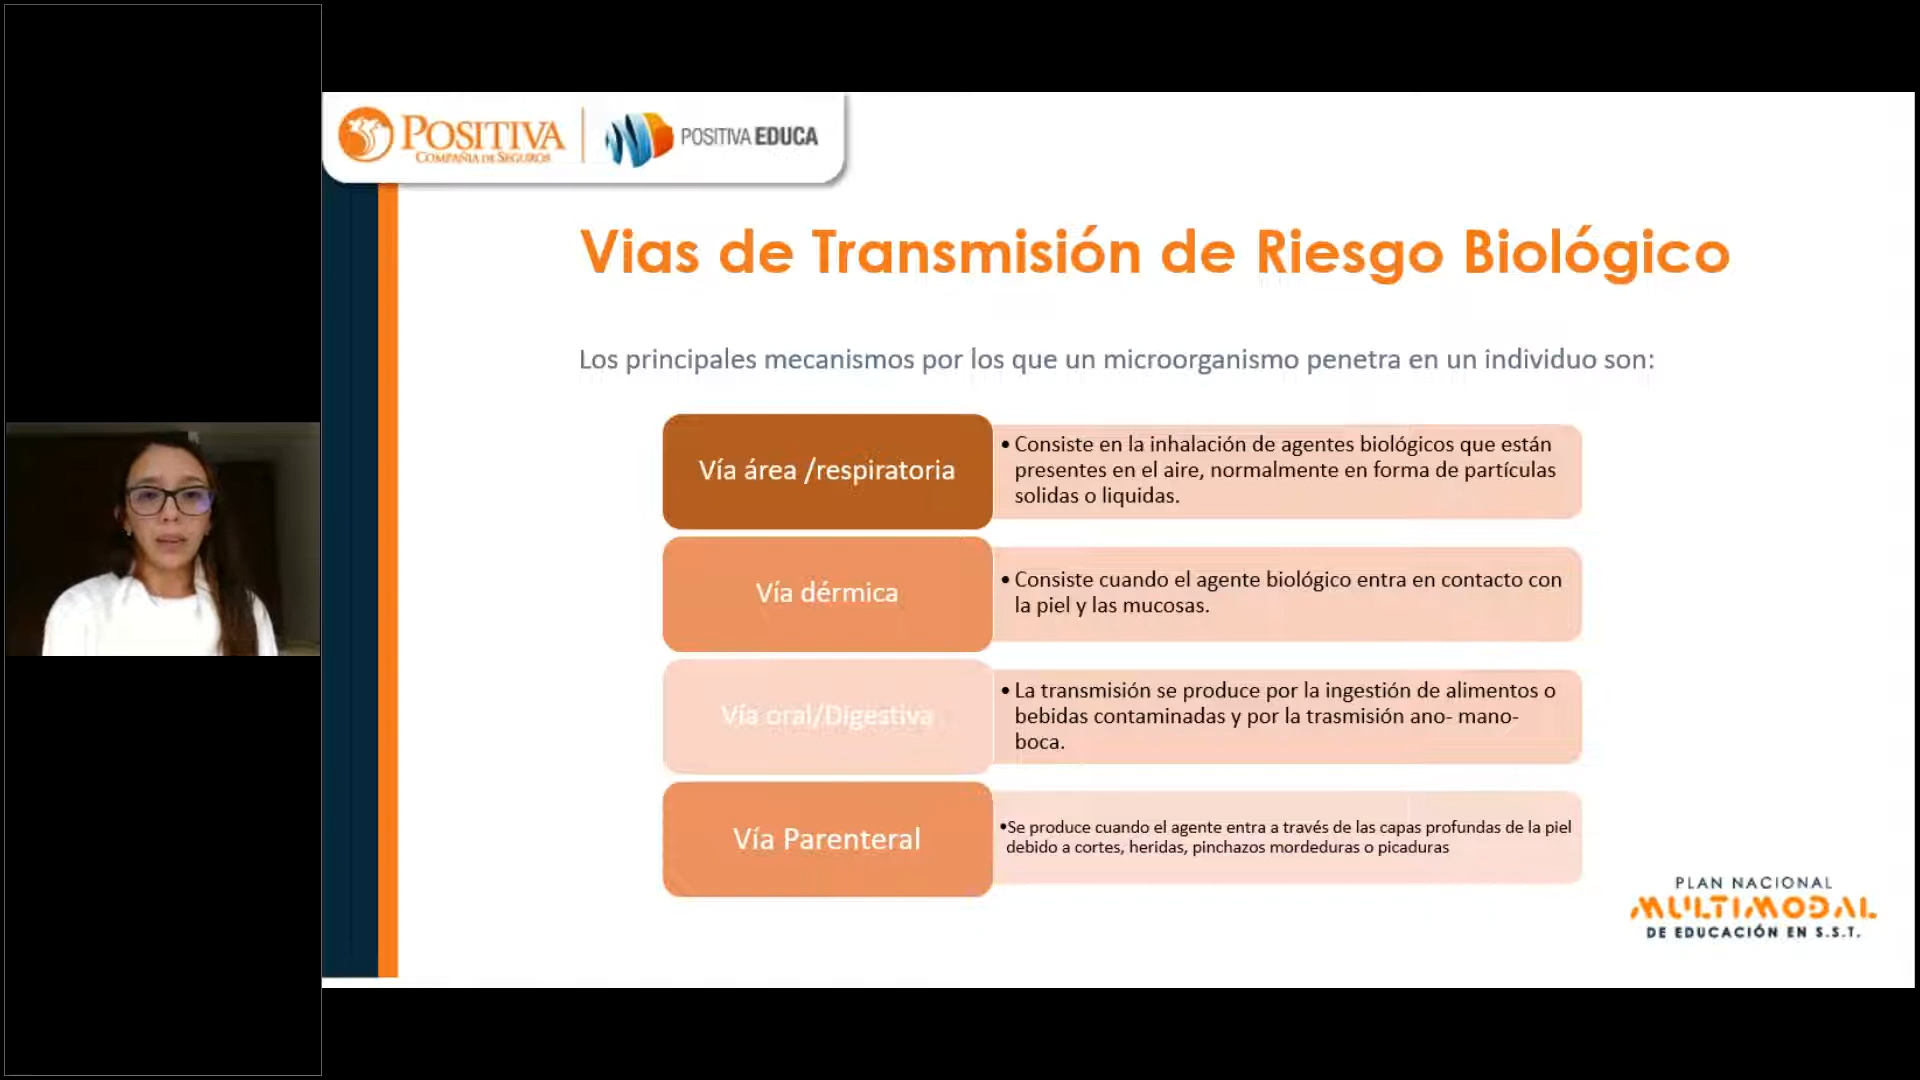 POSITIVA
COMPAÑIA DE SEGUROS
POSITIVA EDUCA
Vias de Transmisión de Riesgo Biológico
Los principales mecanismos por los que un microorganismo penetra en un individuo son:
Vía área /respiratoria
• Consiste en la inhalación de agentes biológicos que están
presentes en el aire, normalmente en forma de partículas
solidas o liquidas.
Vía dérmica
• Consiste cuando el agente biológico entra en contacto con
la piel y las mucosas.
Vía oral/Digestiva
• La transmisión se produce por la ingestión de alimentos o
bebidas contaminadas y por la trasmisión ano- mano-
boca.
Vía Parenteral
•Se produce cuando el agente entra a través de las capas profundas de la piel
debido a cortes, heridas, pinchazos mordeduras o picaduras
PLAN NACIONAL
MULTIMODAL
DE EDUCACIÓN EN S.S.T.